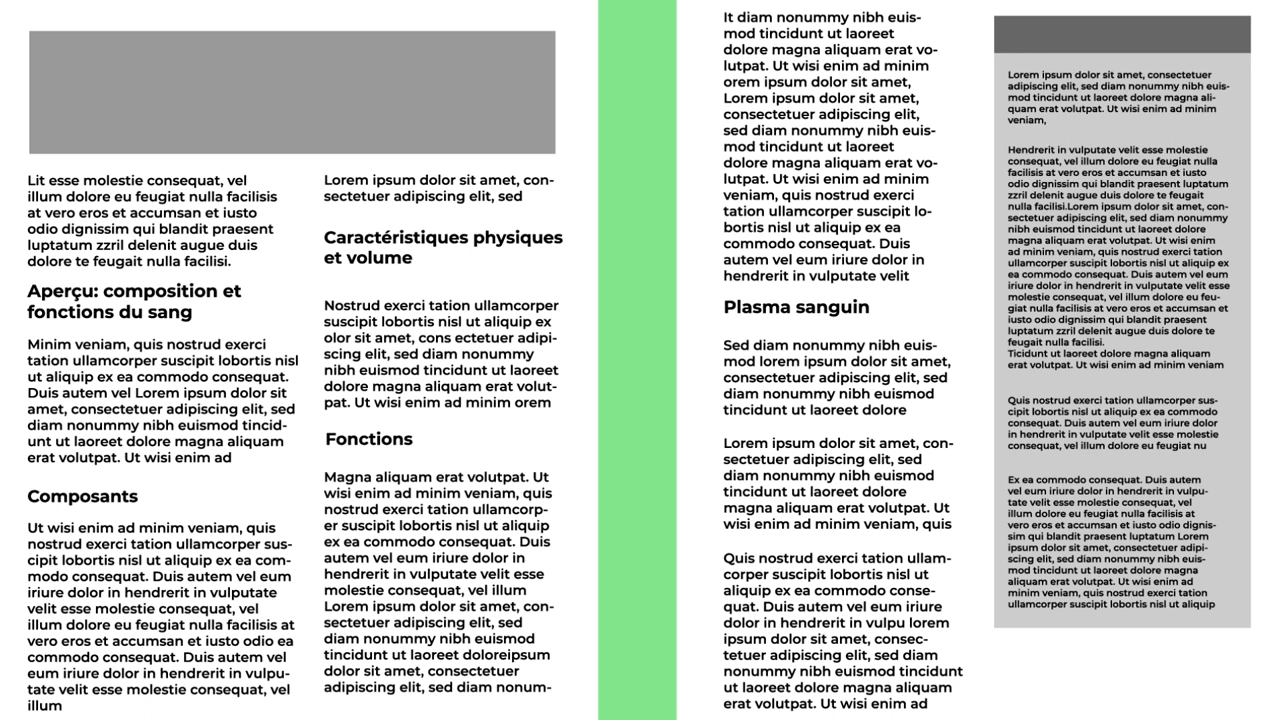 Lit esse molestie consequat, vel
illum dolore eu feugiat nulla facilisis
at vero eros et accumsan et iusto
odio dignissim qui blandit praesent
luptatum zzril delenit augue duis
dolore te feugait nulla facilisi.
Aperçu: composition et
fonctions du sang
Minim veniam, quis nostrud exerci
tation ullamcorper suscipit lobortis nisl
ut aliquip ex ea commodo consequat.
Duis autem vel Lorem ipsum dolor sit
amet, consectetuer adipiscing elit, sed
diam nonummy nibh euismod tincid-
unt ut laoreet dolore magna aliquam
erat volutpat. Ut wisi enim ad
Composants
Ut wisi enim ad minim veniam, quis
nostrud exerci tation ullamcorper sus-
cipit lobortis nisl ut aliquip ex ea com-
modo consequat. Duis autem vel eum
iriure dolor in hendrerit in vulputate
velit esse molestie consequat, vel
illum dolore eu feugiat nulla facilisis at
vero eros et accumsan et iusto odio ea
commodo consequat. Duis autem vel
eum iriure dolor in hendrerit in vulpu-
tate velit esse molestie consequat, vel
illum
Lorem ipsum dolor sit amet, con-
sectetuer adipiscing elit, sed
Caractéristiques physiques
et volume
Nostrud exerci tation ullamcorper
suscipit lobortis nisl ut aliquip ex
olor sit amet, cons ectetuer adipi-
scing elit, sed diam nonummy
nibh euismod tincidunt ut laoreet
dolore magna aliquam erat volut-
pat. Ut wisi enim ad minim orem
Fonctions
Magna aliquam erat volutpat. Ut
wisi enim ad minim veniam, quis
nostrud exerci tation ullamcorp-
er suscipit lobortis nisl ut aliquip
ex ea commodo consequat. Duis
autem vel eum iriure dolor in
hendrerit in vulputate velit esse
molestie consequat, vel illum
Lorem ipsum dolor sit amet, con-
sectetuer adipiscing elit, sed
diam nonummy nibh euismod
tincidunt ut laoreet doloreipsum
dolor sit amet, consectetuer
adipiscing elit, sed diam nonum-
It diam nonummy nibh euis-
mod tincidunt ut laoreet
dolore magna aliquam erat vo-
lutpat. Ut wisi enim ad minim
orem ipsum dolor sit amet,
Lorem ipsum dolor sit amet,
consectetuer adipiscing elit,
sed diam nonummy nibh euis-
mod tincidunt ut laoreet
dolore magna aliquam erat vo-
lutpat. Ut wisi enim ad minim
veniam, quis nostrud exerci
tation ullamcorper suscipit lo-
bortis nisl ut aliquip ex ea
commodo consequat. Duis
autem vel eum iriure dolor in
hendrerit in vulputate velit
Plasma sanguin
Sed diam nonummy nibh euis-
mod lorem ipsum dolor sit amet,
consectetuer adipiscing elit, sed
diam nonummy nibh euismod
tincidunt ut laoreet dolore
Lorem ipsum dolor sit amet, con-
sectetuer adipiscing elit, sed
diam nonummy nibh euismod
tincidunt ut laoreet dolore
magna aliquam erat volutpat. Ut
wisi enim ad minim veniam, quis
Quis nostrud exerci tation ullam-
corper suscipit lobortis nisl ut
aliquip ex ea commodo conse-
quat. Duis autem vel eum iriure
dolor in hendrerit in vulpu lorem
ipsum dolor sit amet, consec-
tetuer adipiscing elit, sed diam
nonummy nibh euismod tincidunt
ut laoreet dolore magna aliquam
erat volutpat. Ut wisi enim ad
Lorem ipsum dolor sit amet, consectetuer
adipiscing elit, sed diam nonummy nibh euis-
mod tincidunt ut laoreet dolore magna ali-
quam erat volutpat. Ut wisi enim ad minim
veniam,
Hendrerit in vulputate velit esse molestie
consequat, vel illum dolore eu feugiat nulla
facilisis at vero eros et accumsan et iusto
odio dignissim qui blandit praesent luptatum
zzril delenit augue duis dolore te feugait
nulla facilisi.Lorem ipsum dolor sit amet, con-
sectetuer adipiscing elit, sed diam nonummy
nibh euismod tincidunt ut laoreet dolore
magna aliquam erat volutpat. Ut wisi enim
ad minim veniam, quis nostrud exerci tation
ullamcorper suscipit lobortis nisl ut aliquip ex
ea commodo consequat. Duis autem vel eum
iriure dolor in hendrerit in vulputate velit esse
molestie consequat, vel illum dolore eu feu-
giat nulla facilisis at vero eros et accumsan et
iusto odio dignissim qui blandit praesent
luptatum zzril delenit augue duis dolore te
feugait nulla facilisi.
Ticidunt ut laoreet dolore magna aliquam
erat volutpat. Ut wisi enim ad minim veniam
Quis nostrud exerci tation ullamcorper sus-
cipit lobortis nisl ut aliquip ex ea commodo
consequat. Duis autem vel eum iriure dolor
in hendrerit in vulputate velit esse molestie
consequat, vel illum dolore eu feugiat nu
Ex ea commodo consequat. Duis autem
vel eum iriure dolor in hendrerit in vulpu-
tate velit esse molestie consequat, vel
illum dolore eu feugiat nulla facilisis at
vero eros et accumsan et iusto odio dignis-
sim qui blandit praesent luptatum Lorem
ipsum dolor sit amet, consectetuer adipi-
scing elit, sed diam nonummy nibh euis-
mod tincidunt ut laoreet dolore magna
aliquam erat volutpat. Ut wisi enim ad
minim veniam, quis nostrud exerci tation
ullamcorper suscipit lobortis nisl ut aliquip